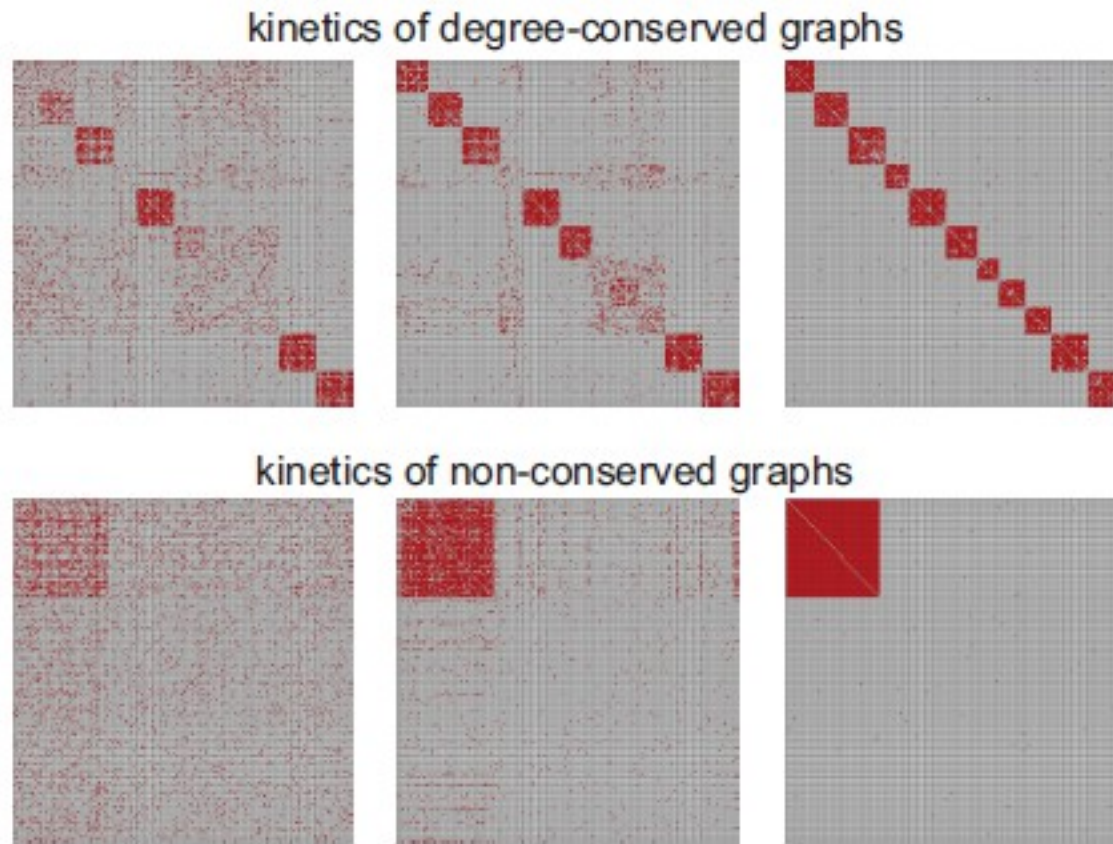 kinetics of degree-conserved graphs
kinetics of non-conserved graphs